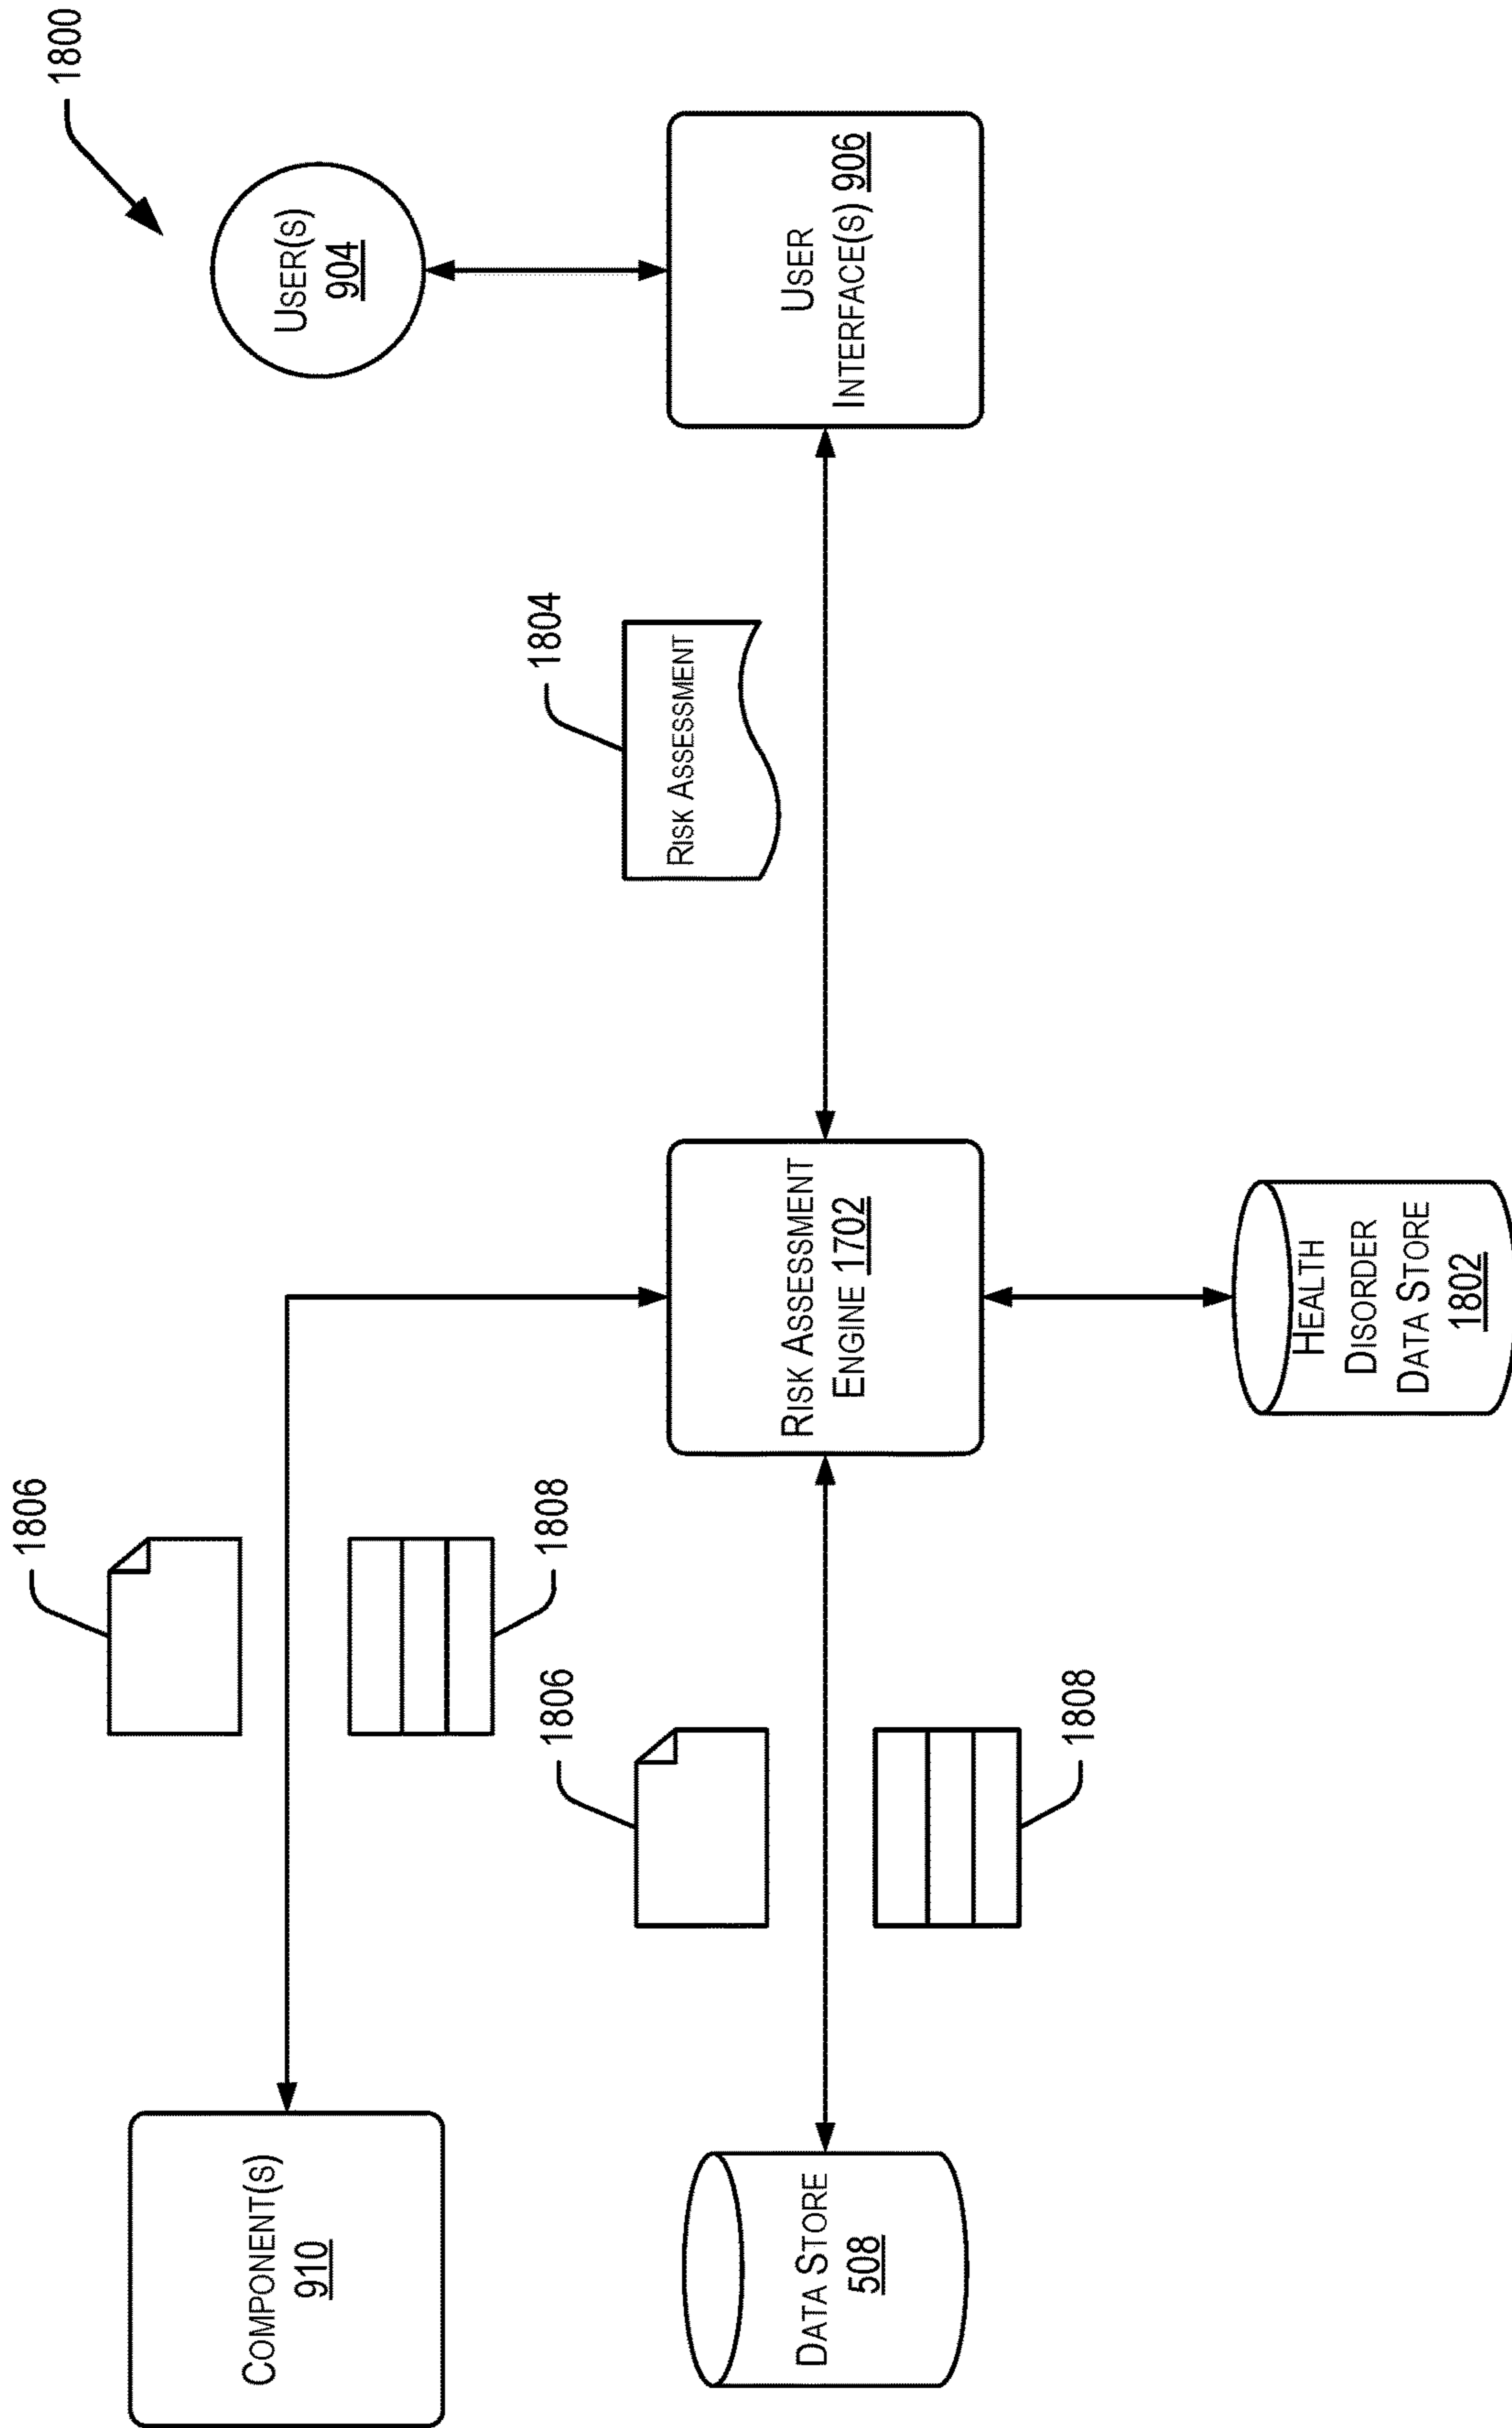 1800
USER(S)
904
COMPONENT(S)
910
1806
1808
1804
RISK ASSESSMENT
DATA STORE
508
1806
1808
RISK ASSESSMENT
ENGINE 1702
USER
INTERFACE(S) 906
HEALTH
DISORDER
DATA STORE
1802